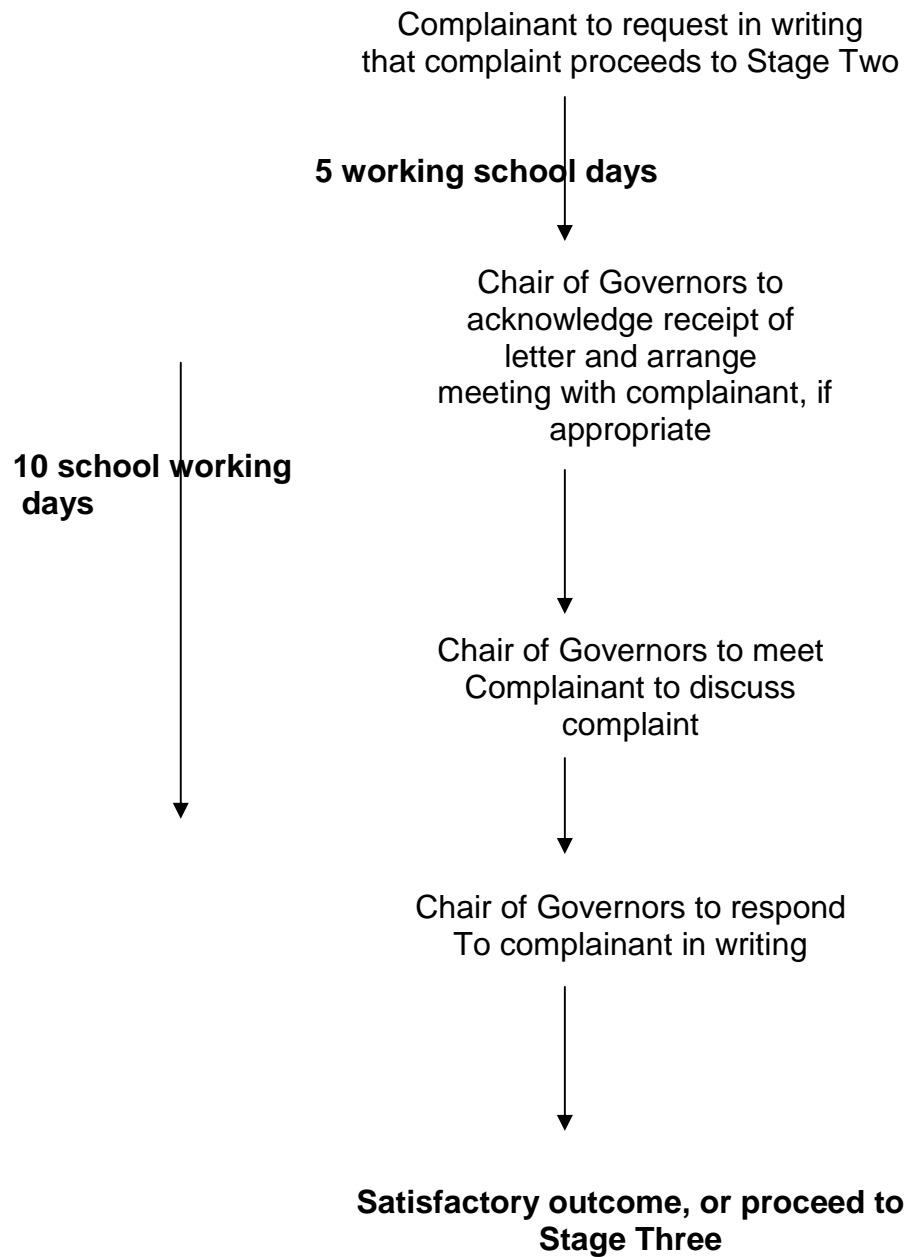 Complainant to request in writing
that complaint proceeds to Stage Two
5 working school days
Chair of Governors to
acknowledge receipt of
letter and arrange
meeting with complainant, if
appropriate
10 school working
days
Chair of Governors to meet
Complainant to discuss
complaint
Chair of Governors to respond
To complainant in writing
Satisfactory outcome, or proceed to
Stage Three